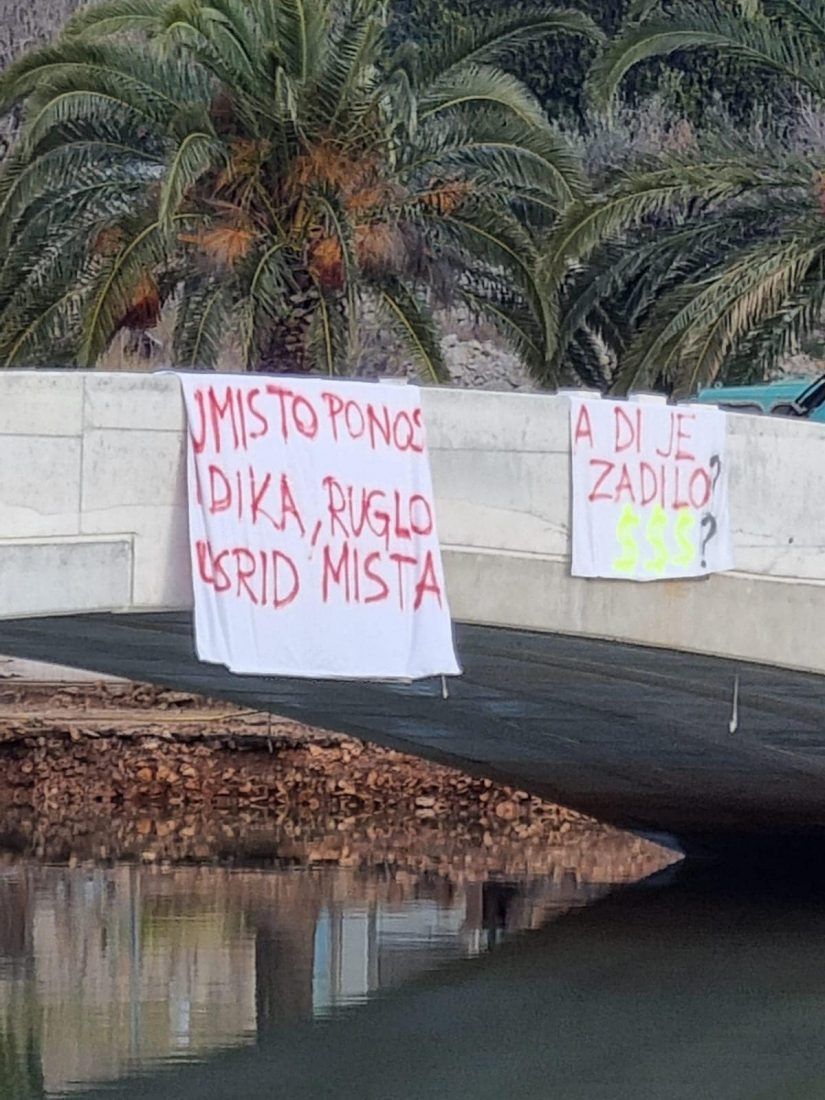 UMISTO PONOS
I DIKA, RUGLO
USRID MISTA
A DI JE
ZADILO?
$$$?